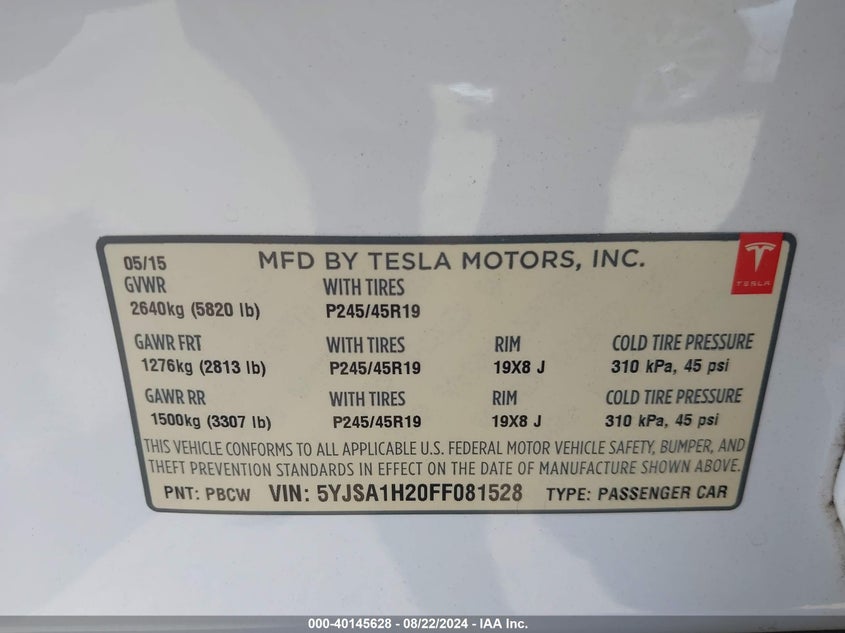 05/15 MFD BY TESLA MOTORS, INC.
TESLA
GVWR WITH TIRES
2640kg (5820 lb) P245/45R19
GAWR FRT WITH TIRES RIM COLD TIRE PRESSURE
1276kg (2813 lb) P245/45R19 19X8 J 310 kPa, 45 psi
GAWR RR WITH TIRES RIM COLD TIRE PRESSURE
1500kg (3307 lb) P245/45R19 19X8 J 310 kPa, 45 psi
THIS VEHICLE CONFORMS TO ALL APPLICABLE U.S. FEDERAL MOTOR VEHICLE SAFETY, BUMPER, AND
THEFT PREVENTION STANDARDS IN EFFECT ON THE DATE OF MANUFACTURE SHOWN ABOVE.
PNT: PBCW VIN: 5YJSA1H20FF081528 TYPE: PASSENGER CAR
000-40145628 - 08/22/2024 - IAA Inc.